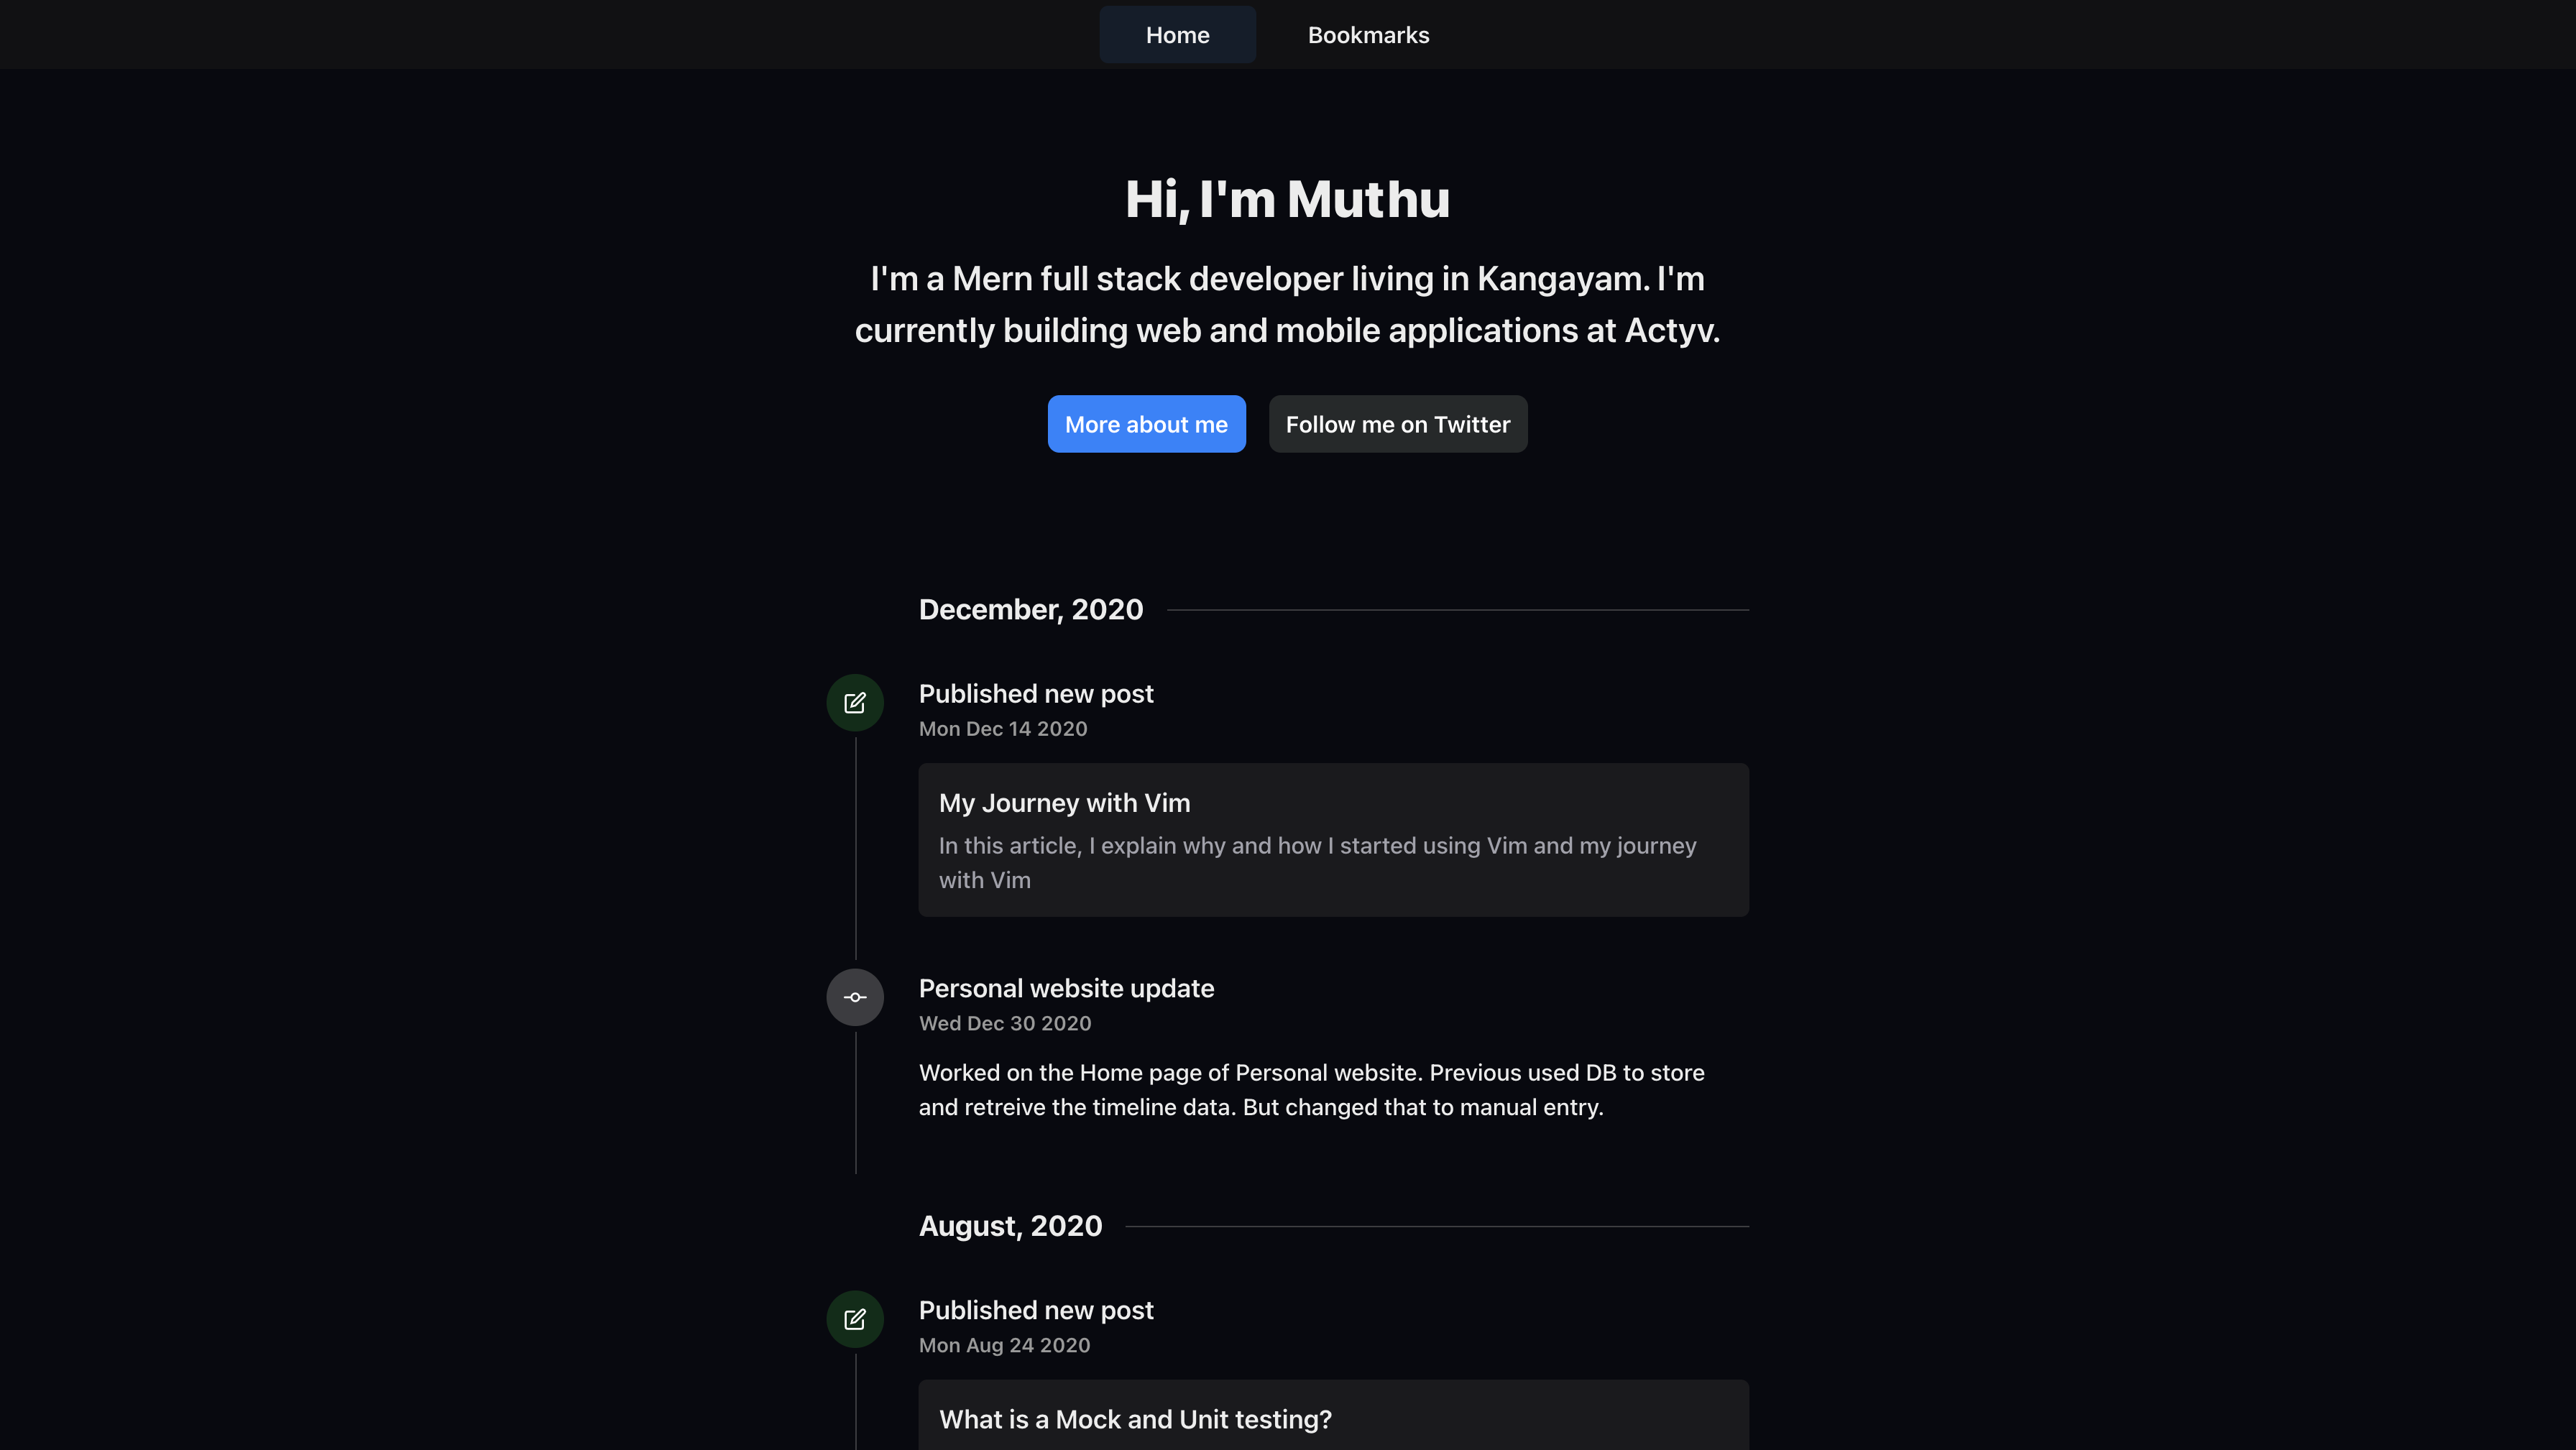 Home
Bookmarks
Hi, I'm Muthu
I'm a Mern full stack developer living in Kangayam. I'm
currently building web and mobile applications at Actyv.
More about me
Follow me on Twitter
December, 2020
Published new post
Mon Dec 14 2020
My Journey with Vim
In this article, I explain why and how I started using Vim and my journey
with Vim
Personal website update
Wed Dec 30 2020
Worked on the Home page of Personal website. Previous used DB to store
and retreive the timeline data. But changed that to manual entry.
August, 2020
Published new post
Mon Aug 24 2020
What is a Mock and Unit testing?